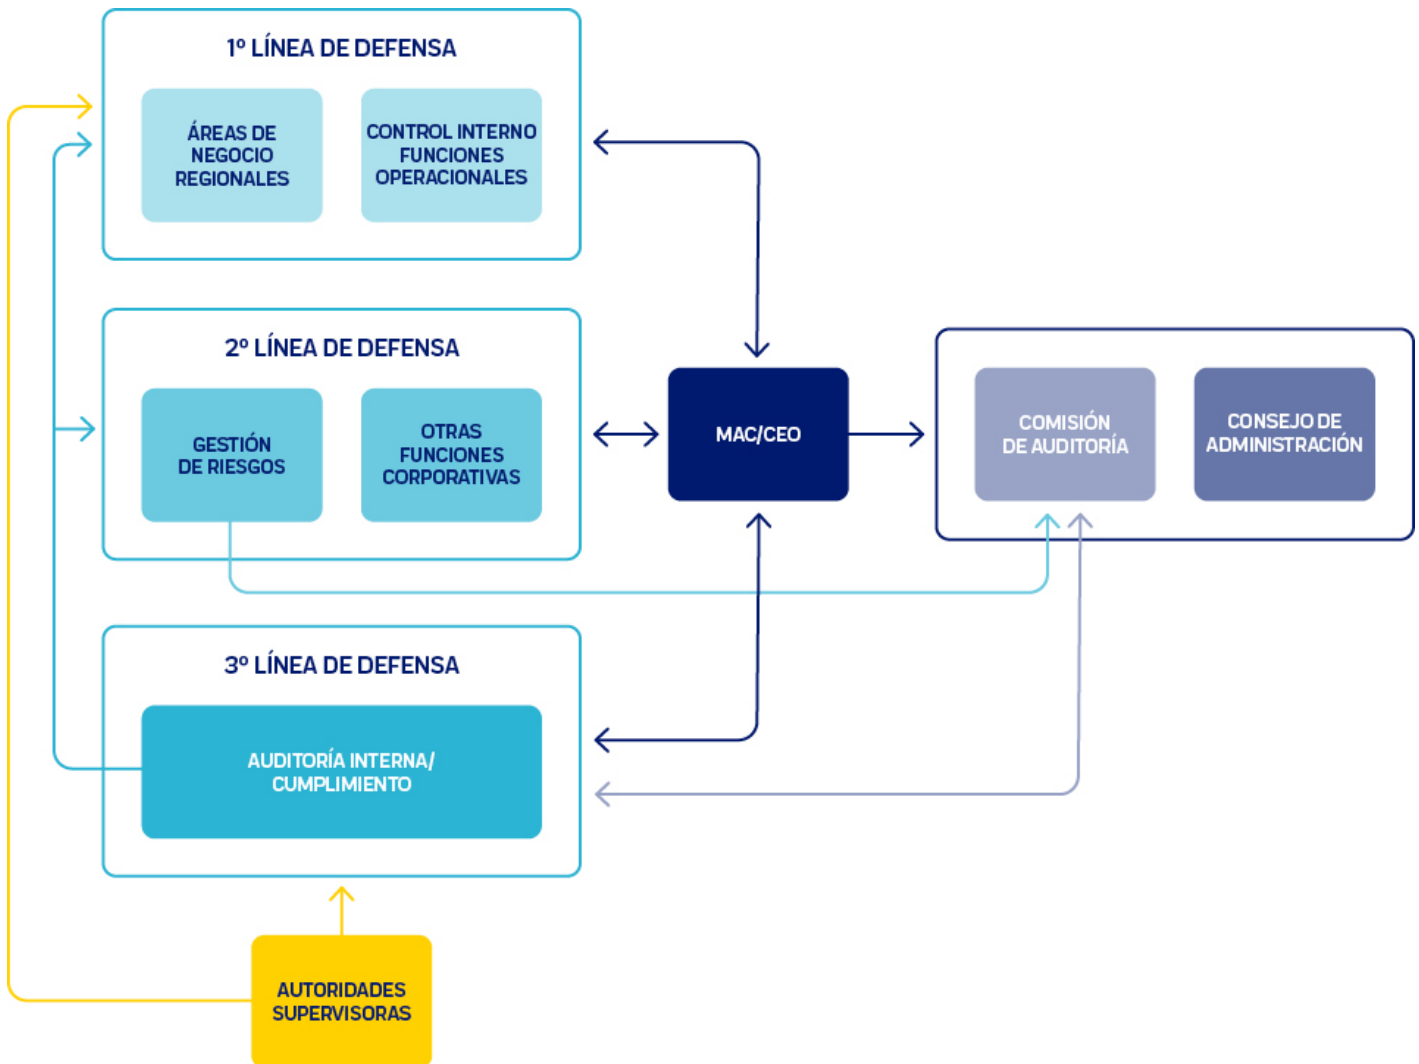 1º LÍNEA DE DEFENSA
ÁREAS DE
NEGOCIO
REGIONALES
CONTROL INTERNO
FUNCIONES
OPERACIONALES
2º LÍNEA DE DEFENSA
GESTIÓN
DE RIESGOS
OTRAS
FUNCIONES
CORPORATIVAS
MAC/CEO
COMISIÓN
DE AUDITORÍA
CONSEJO DE
ADMINISTRACIÓN
3º LÍNEA DE DEFENSA
AUDITORÍA INTERNA/
CUMPLIMIENTO
AUTORIDADES
SUPERVISORAS